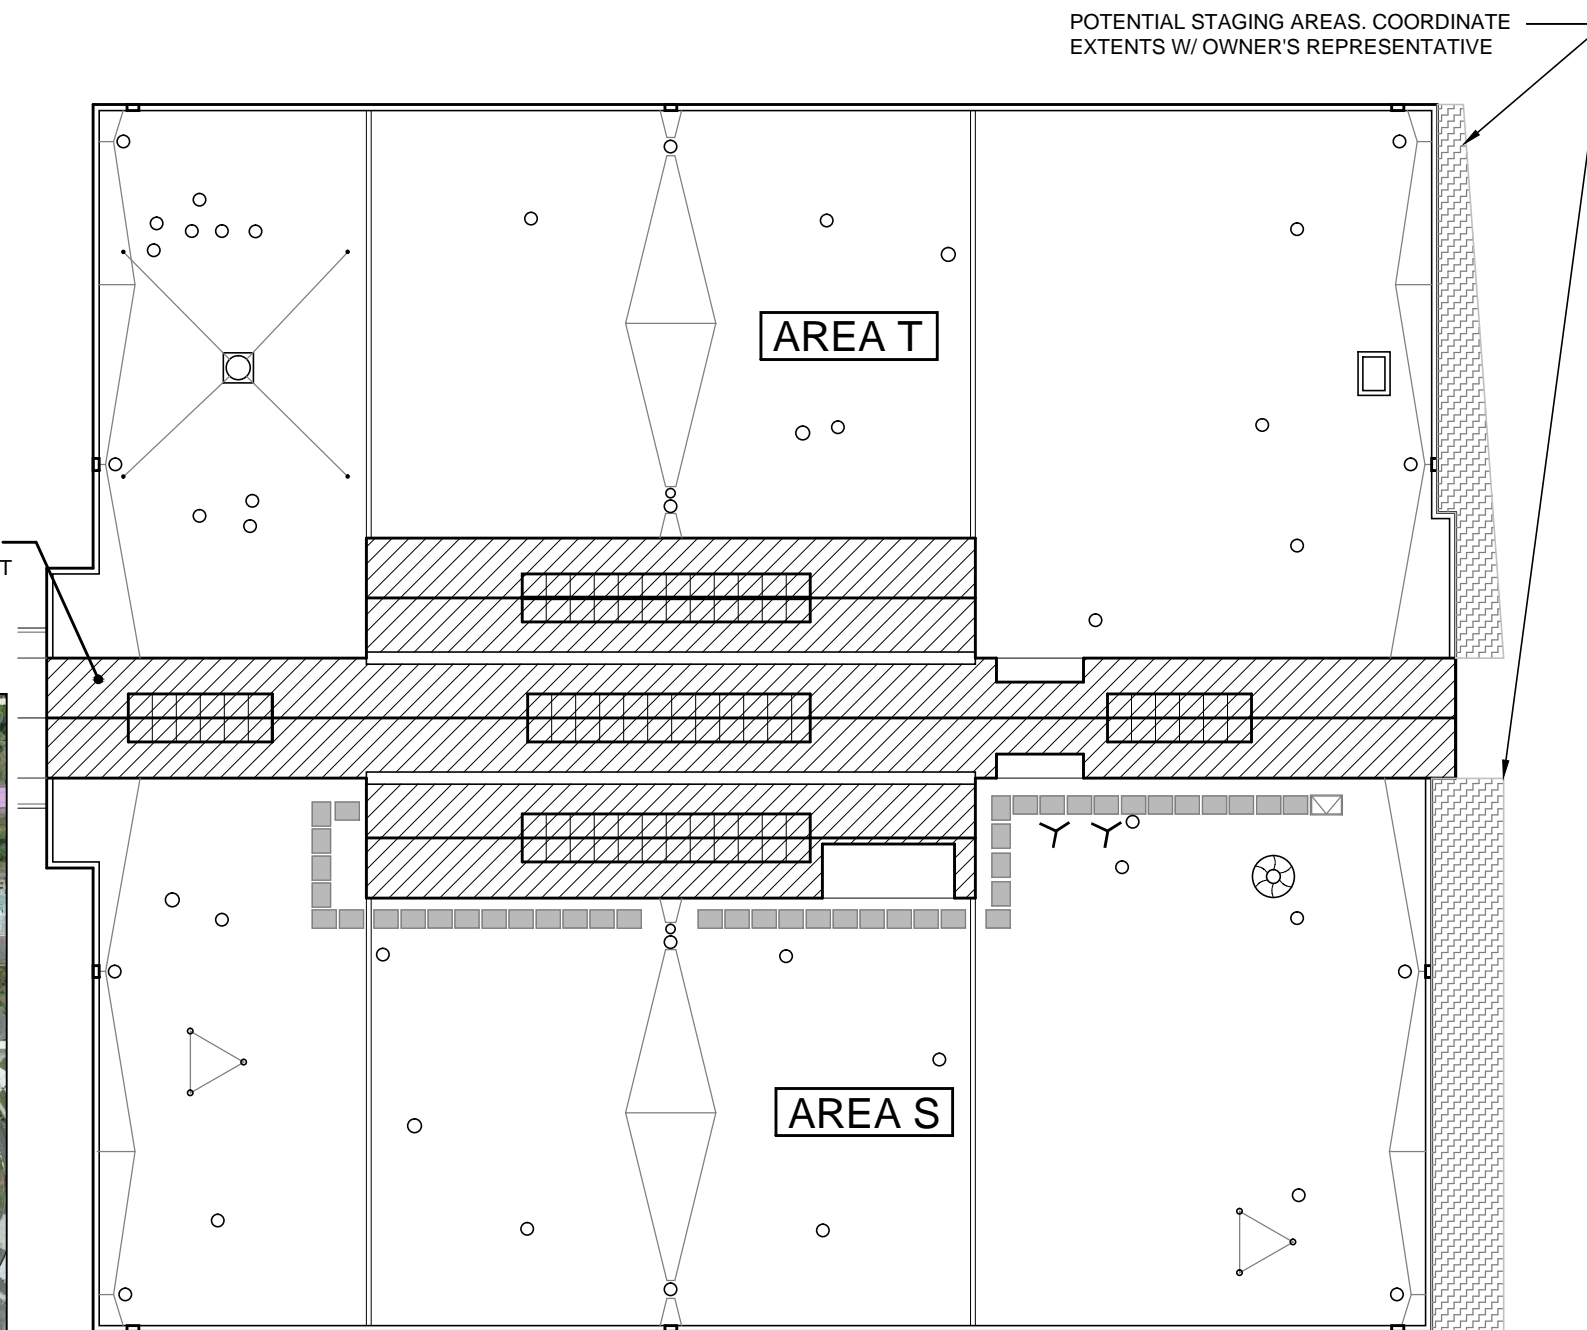 POTENTIAL STAGING AREAS. COORDINATE
EXTENTS W/ OWNER'S REPRESENTATIVE
AREA T
T
AREA S